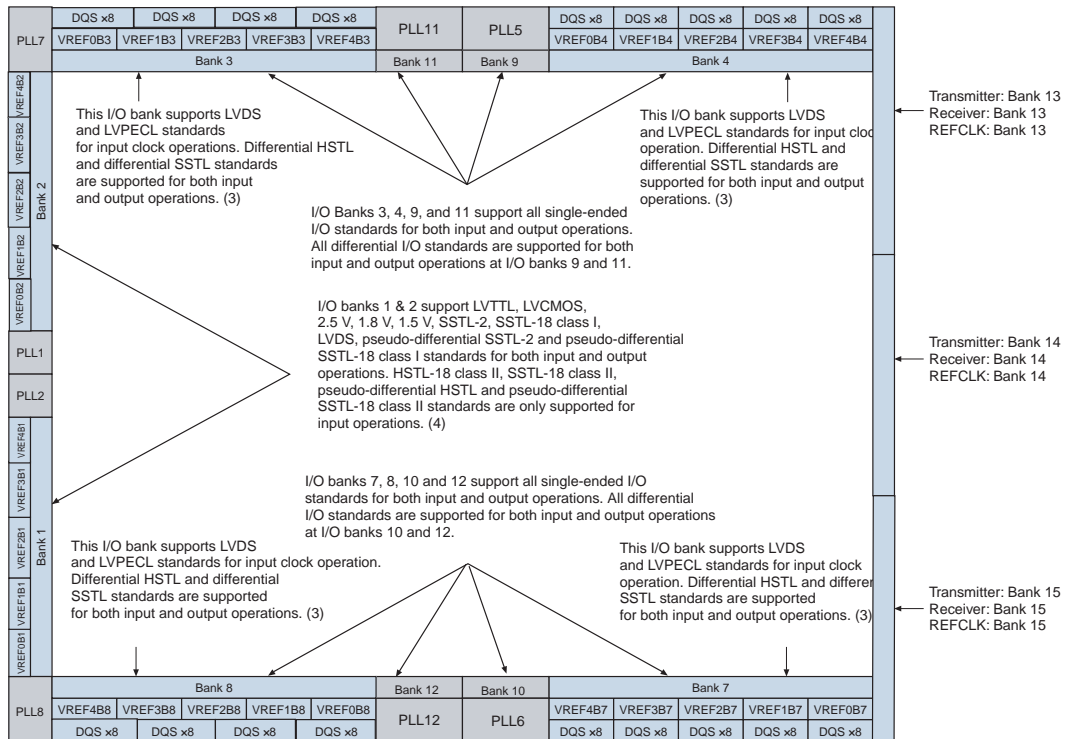 DQS ×8 DQS ×8 DQS ×8 DQS ×8
PLL7
VREF0B3 VREF1B3 VREF2B3 VREF3B3 VREF4B3
Bank 3
PLL11
Bank 11
PLL5
Bank 9
DQS ×8 DQS ×8 DQS ×8 DQS ×8 DQS ×8
VREF0B4 VREF1B4 VREF2B4 VREF3B4 VREF4B4
Bank 4
VREF4B2
VREF3B2
VREF2B2
VREF1B2
VREF0B2
Bank 2
This I/O bank supports LVDS
and LVPECL standards
for input clock operations. Differential HSTL
and differential SSTL standards
are supported for both input
and output operations. (3)
This I/O bank supports LVDS
and LVPECL standards for input cloc
operation. Differential HSTL and
differential SSTL standards are
supported for both input and output
operations. (3)
Transmitter: Bank 13
Receiver: Bank 13
REFCLK: Bank 13
I/O Banks 3, 4, 9, and 11 support all single-ended
I/O standards for both input and output operations.
All differential I/O standards are supported for both
input and output operations at I/O banks 9 and 11.
I/O banks 1 & 2 support LVTTL, LVCMOS,
2.5 V, 1.8 V, 1.5 V, SSTL-2, SSTL-18 class I,
LVDS, pseudo-differential SSTL-2 and pseudo-differential
SSTL-18 class I standards for both input and output
operations. HSTL-18 class II, SSTL-18 class II,
pseudo-differential HSTL and pseudo-differential
SSTL-18 class II standards are only supported for
input operations. (4)
PLL1
PLL2
Transmitter: Bank 14
Receiver: Bank 14
REFCLK: Bank 14
VREF4B1
VREF3B1
VREF2B1
VREF1B1
VREF0B1
Bank 1
I/O banks 7, 8, 10 and 12 support all single-ended I/O
standards for both input and output operations. All differential
I/O standards are supported for both input and output operations
at I/O banks 10 and 12.
This I/O bank supports LVDS
and LVPECL standards for input clock operation.
Differential HSTL and differential
SSTL standards are supported
for both input and output operations. (3)
This I/O bank supports LVDS
and LVPECL standards for input clock
operation. Differential HSTL and differen
SSTL standards are supported
for both input and output operations. (3)
Transmitter: Bank 15
Receiver: Bank 15
REFCLK: Bank 15
PLL8
Bank 8
VREF4B8 VREF3B8 VREF2B8 VREF1B8 VREF0B8
DQS ×8 DQS ×8 DQS ×8 DQS ×8
Bank 12
PLL12
Bank 10
PLL6
Bank 7
VREF4B7 VREF3B7 VREF2B7 VREF1B7 VREF0B7
DQS ×8 DQS ×8 DQS ×8 DQS ×8 DQS ×8